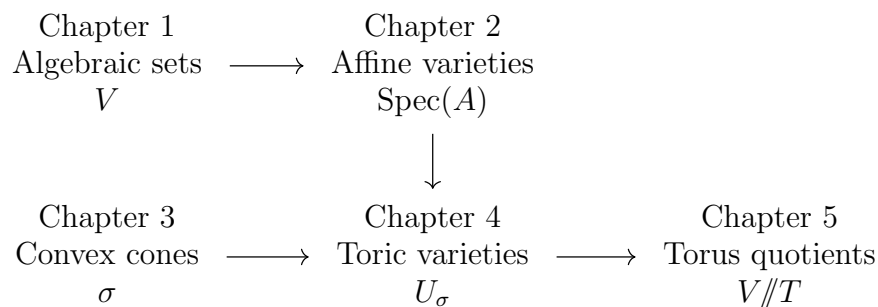 Chapter 1
Algebraic sets
V
Chapter 2
Affine varieties
Spec(A)
Chapter 3
Convex cones
σ
Chapter 4
Toric varieties
U_σ
Chapter 5
Torus quotients
V//T